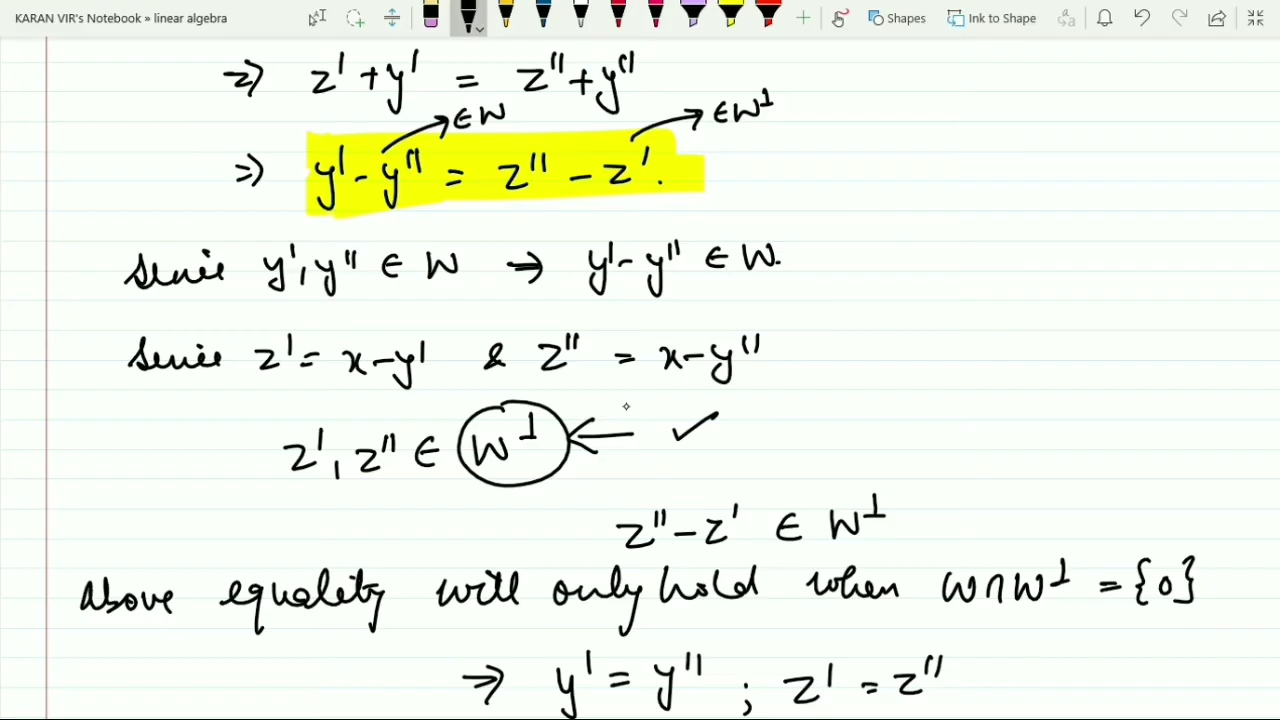 KARAN VIR's Notebook » linear algebra
Shapes
Ink to Shape
=> z' + y' = z'' + y''
∈ W
∈ W⊥
=> y' - y'' = z'' - z'.
Since y', y'' ∈ W → y' - y'' ∈ W.
Since z' = x - y' & z'' = x - y''
z', z'' ∈ W⊥ ← ✓
z'' - z' ∈ W⊥
Above equality will only hold when W ∩ W⊥ = {0}
=> y' = y'' ; z' = z''